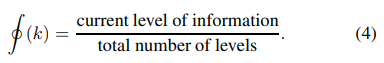 ∮(k) = current level of information / total number of levels. (4)